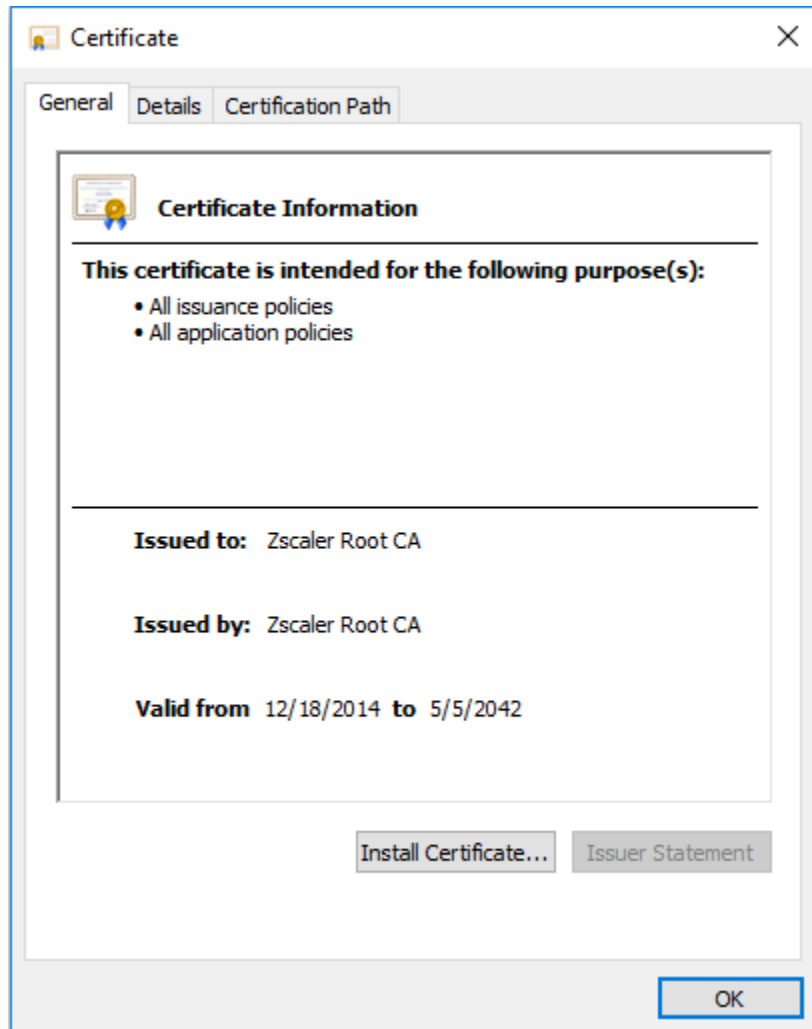 Certificate
General Details Certification Path
Certificate Information
This certificate is intended for the following purpose(s):
• All issuance policies
• All application policies
Issued to: Zscaler Root CA
Issued by: Zscaler Root CA
Valid from 12/18/2014 to 5/5/2042
Install Certificate... Issuer Statement
OK